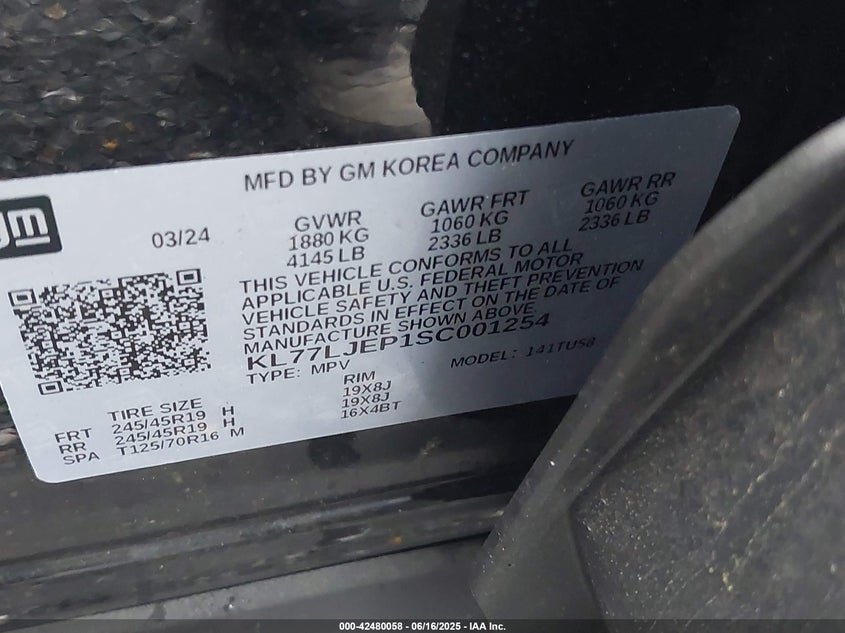 MFD BY GM KOREA COMPANY
gm
03/24
GVWR
1880 KG
4145 LB
GAWR FRT
1060 KG
2336 LB
GAWR RR
1060 KG
2336 LB
THIS VEHICLE CONFORMS TO ALL
APPLICABLE U.S. FEDERAL MOTOR
VEHICLE SAFETY AND THEFT PREVENTION
STANDARDS IN EFFECT ON THE DATE OF
MANUFACTURE SHOWN ABOVE
KL77LJEP1SC001254
TYPE: MPV
MODEL: 141TU58
TIRE SIZE
RIM
FRT 245/45R19 H 19X8J
RR 245/45R19 H 19X8J
SPA T125/70R16 M 16X4BT
000-42480058 - 06/16/2025 - IAA Inc.